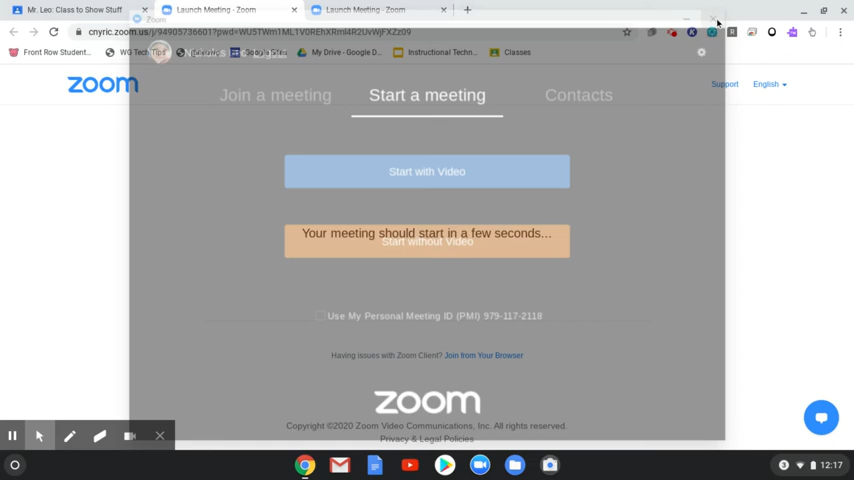 Mr. Leo: Class to Show Stuff
Launch Meeting - Zoom
Launch Meeting - Zoom
Zoom
cnyric.zoom.us/j/94905736601?pwd=WU5TWm1ML1V0REhXRml4R2UvWjFXZz09
Front Row Student...
WG Tech Tips
My Drive - Google D...
Instructional Techn...
Classes
zoom
Support
English
Join a meeting
Start a meeting
Contacts
Start with Video
Your meeting should start in a few seconds...
Start without Video
Use My Personal Meeting ID (PMI) 979-117-2118
Having issues with Zoom Client? Join from Your Browser
zoom
Copyright ©2020 Zoom Video Communications, Inc. All rights reserved.
Privacy & Legal Policies
3
12:17